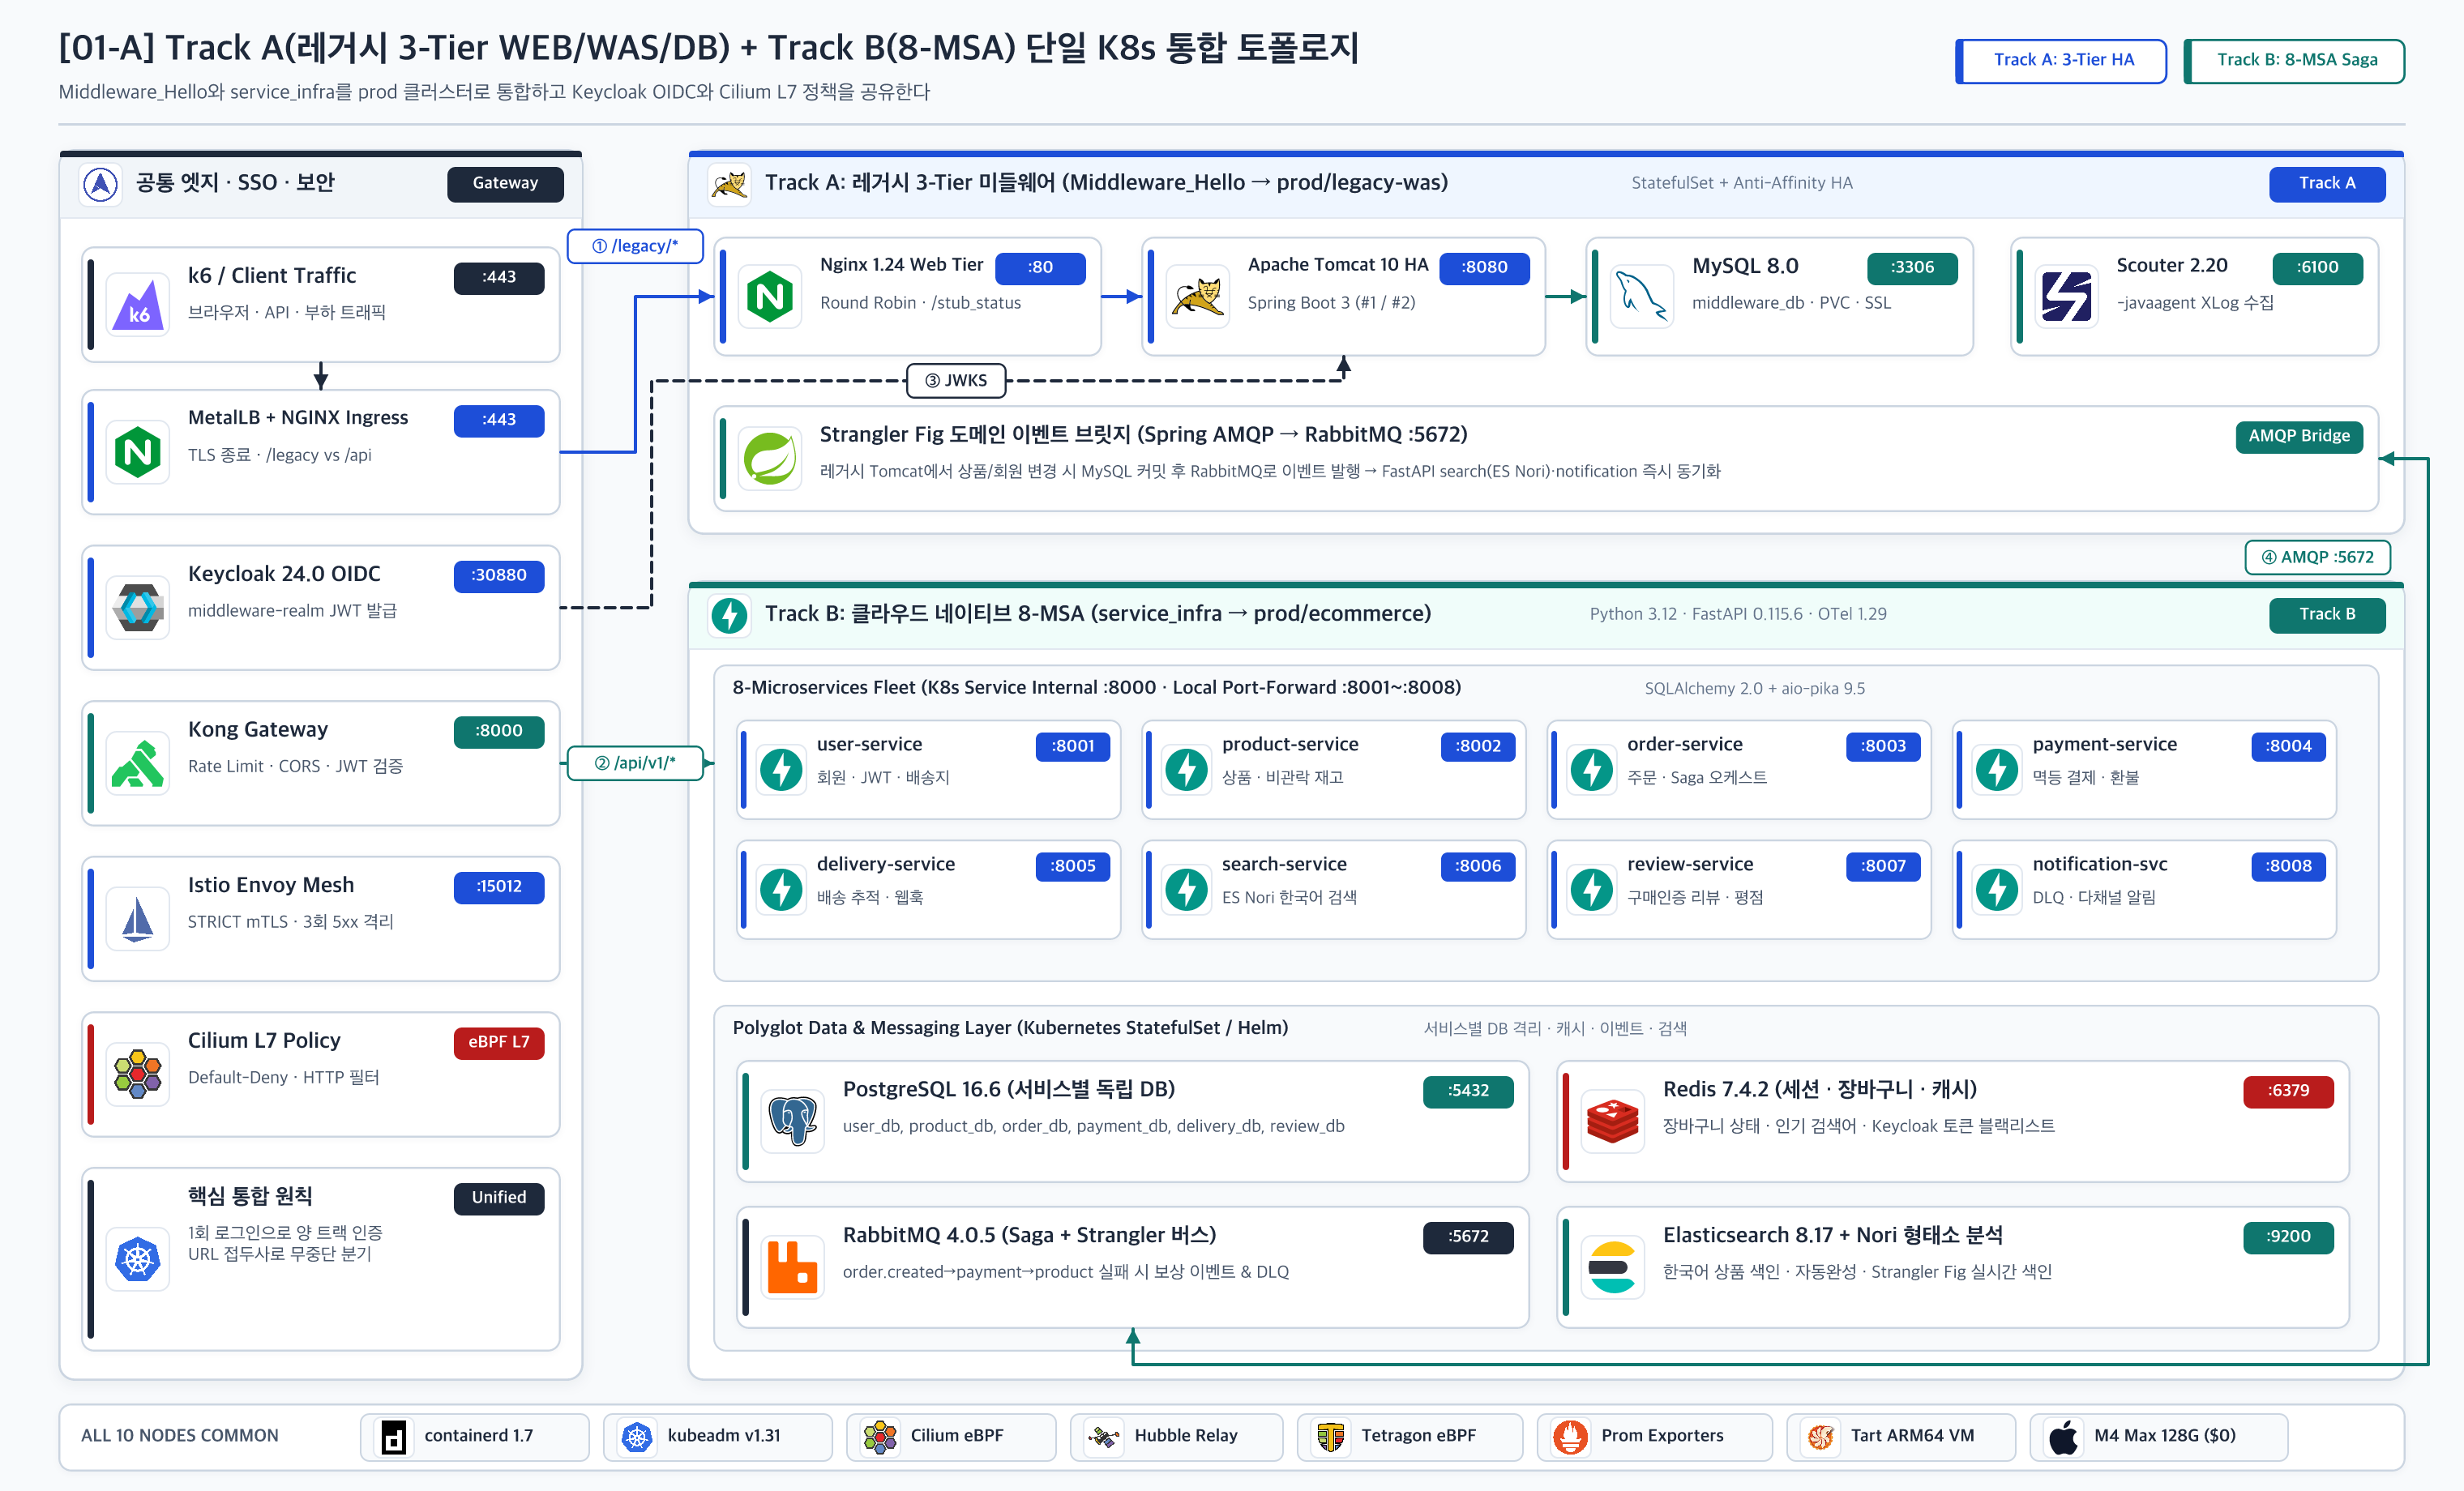 [01-A] Track A(레거시 3-Tier WEB/WAS/DB) + Track B(8-MSA) 단일 K8s 통합 토폴로지
Middleware_Hello와 service_infra를 prod 클러스터로 통합하고 Keycloak OIDC와 Cilium L7 정책을 공유한다
Track A: 3-Tier HA
Track B: 8-MSA Saga
공통 엣지 · SSO · 보안
Gateway
k6
k6 / Client Traffic
:443
브라우저 · API · 부하 트래픽
MetalLB + NGINX Ingress
:443
TLS 종료 · /legacy vs /api
Keycloak 24.0 OIDC
:30880
middleware-realm JWT 발급
Kong Gateway
:8000
Rate Limit · CORS · JWT 검증
Istio Envoy Mesh
:15012
STRICT mTLS · 3회 5xx 격리
Cilium L7 Policy
eBPF L7
Default-Deny · HTTP 필터
핵심 통합 원칙
Unified
1회 로그인으로 양 트랙 인증
URL 접두사로 무중단 분기
① /legacy/*
② /api/v1/*
③ JWKS
④ AMQP :5672
Track A: 레거시 3-Tier 미들웨어 (Middleware_Hello → prod/legacy-was)
StatefulSet + Anti-Affinity HA
Track A
Nginx 1.24 Web Tier
:80
Round Robin · /stub_status
Apache Tomcat 10 HA
:8080
Spring Boot 3 (#1 / #2)
MySQL 8.0
:3306
middleware_db · PVC · SSL
Scouter 2.20
:6100
-javaagent XLog 수집
Strangler Fig 도메인 이벤트 브릿지 (Spring AMQP → RabbitMQ :5672)
AMQP Bridge
레거시 Tomcat에서 상품/회원 변경 시 MySQL 커밋 후 RabbitMQ로 이벤트 발행 → FastAPI search(ES Nori)·notification 즉시 동기화
Track B: 클라우드 네이티브 8-MSA (service_infra → prod/ecommerce)
Python 3.12 · FastAPI 0.115.6 · OTel 1.29
Track B
8-Microservices Fleet (K8s Service Internal :8000 · Local Port-Forward :8001~:8008)
SQLAlchemy 2.0 + aio-pika 9.5
user-service
:8001
회원 · JWT · 배송지
product-service
:8002
상품 · 비관락 재고
order-service
:8003
주문 · Saga 오케스트
payment-service
:8004
멱등 결제 · 환불
delivery-service
:8005
배송 추적 · 웹훅
search-service
:8006
ES Nori 한국어 검색
review-service
:8007
구매인증 리뷰 · 평점
notification-svc
:8008
DLQ · 다채널 알림
Polyglot Data & Messaging Layer (Kubernetes StatefulSet / Helm)
서비스별 DB 격리 · 캐시 · 이벤트 · 검색
PostgreSQL 16.6 (서비스별 독립 DB)
:5432
user_db, product_db, order_db, payment_db, delivery_db, review_db
Redis 7.4.2 (세션 · 장바구니 · 캐시)
:6379
장바구니 상태 · 인기 검색어 · Keycloak 토큰 블랙리스트
RabbitMQ 4.0.5 (Saga + Strangler 버스)
:5672
order.created→payment→product 실패 시 보상 이벤트 & DLQ
Elasticsearch 8.17 + Nori 형태소 분석
:9200
한국어 상품 색인 · 자동완성 · Strangler Fig 실시간 색인
ALL 10 NODES COMMON
containerd 1.7
kubeadm v1.31
Cilium eBPF
Hubble Relay
Tetragon eBPF
Prom Exporters
Tart ARM64 VM
M4 Max 128G ($0)